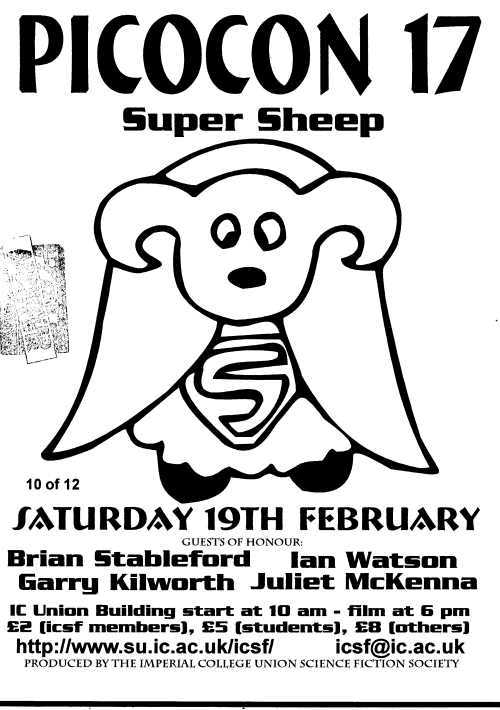 PICOCON 17
Super Sheep
S
10 of 12
SATURDAY 19TH FEBRUARY
GUESTS OF HONOUR:
Brian Stableford Ian Watson
Garry Kilworth Juliet McKenna
IC Union Building start at 10 am - film at 6 pm
£2 (icsf members), £5 (students), £8 (others)
http://www.su.ic.ac.uk/icsf/ icsf@ic.ac.uk
PRODUCED BY THE IMPERIAL COLLEGE UNION SCIENCE FICTION SOCIETY